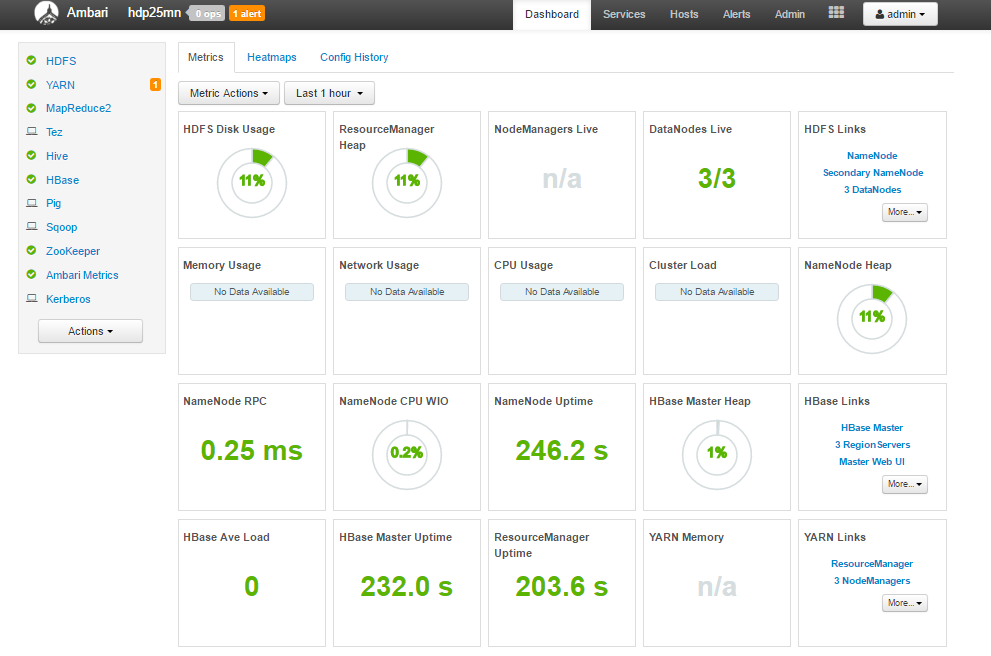 Ambari hdp25mn 0 ops 1 alert Dashboard Services Hosts Alerts Admin admin
HDFS
YARN 1
MapReduce2
Tez
Hive
HBase
Pig
Sqoop
ZooKeeper
Ambari Metrics
Kerberos
Actions
Metrics Heatmaps Config History
Metric Actions Last 1 hour
HDFS Disk Usage
11%
ResourceManager
Heap
11%
NodeManagers Live
n/a
DataNodes Live
3/3
HDFS Links
NameNode
Secondary NameNode
3 DataNodes
More...
Memory Usage
No Data Available
Network Usage
No Data Available
CPU Usage
No Data Available
Cluster Load
No Data Available
NameNode Heap
11%
NameNode RPC
0.25 ms
NameNode CPU WIO
0.2%
NameNode Uptime
246.2 s
HBase Master Heap
1%
HBase Links
HBase Master
3 RegionServers
Master Web UI
More...
HBase Ave Load
0
HBase Master Uptime
232.0 s
ResourceManager
Uptime
203.6 s
YARN Memory
n/a
YARN Links
ResourceManager
3 NodeManagers
More...